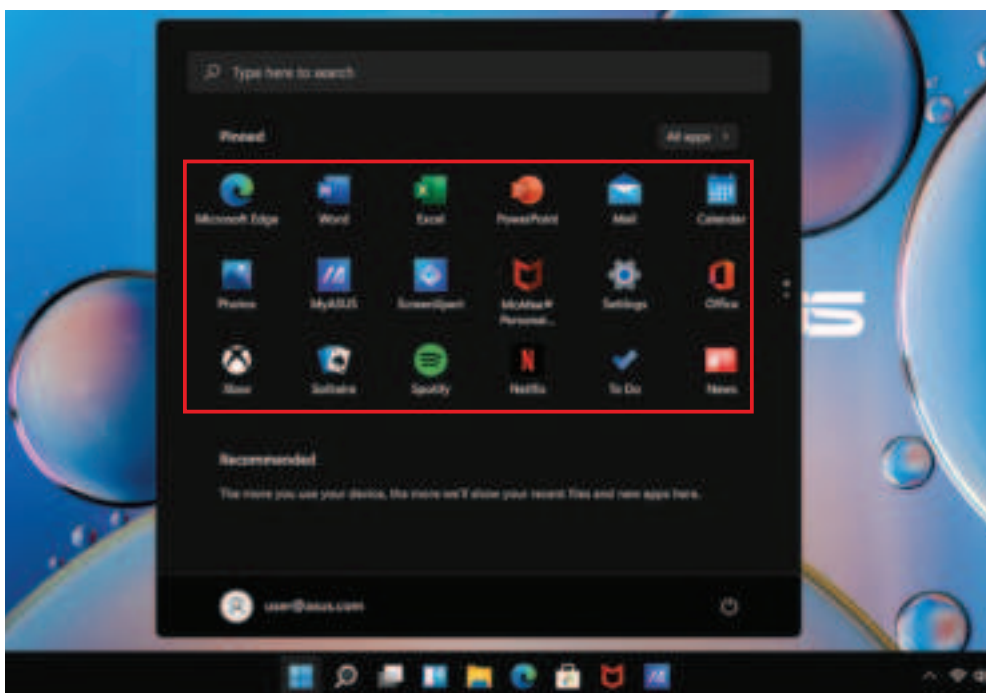 Type here to search
Pinned
All apps
Microsoft Edge Word Excel PowerPoint Mail Calendar
Photos MyASUS ScreenXpert McAfee® Settings Office
Personal...
Xbox Solitaire Spotify Netflix To Do News
Recommended
The more you use your device, the more we'll show your recent files and new apps here.
user@asus.com